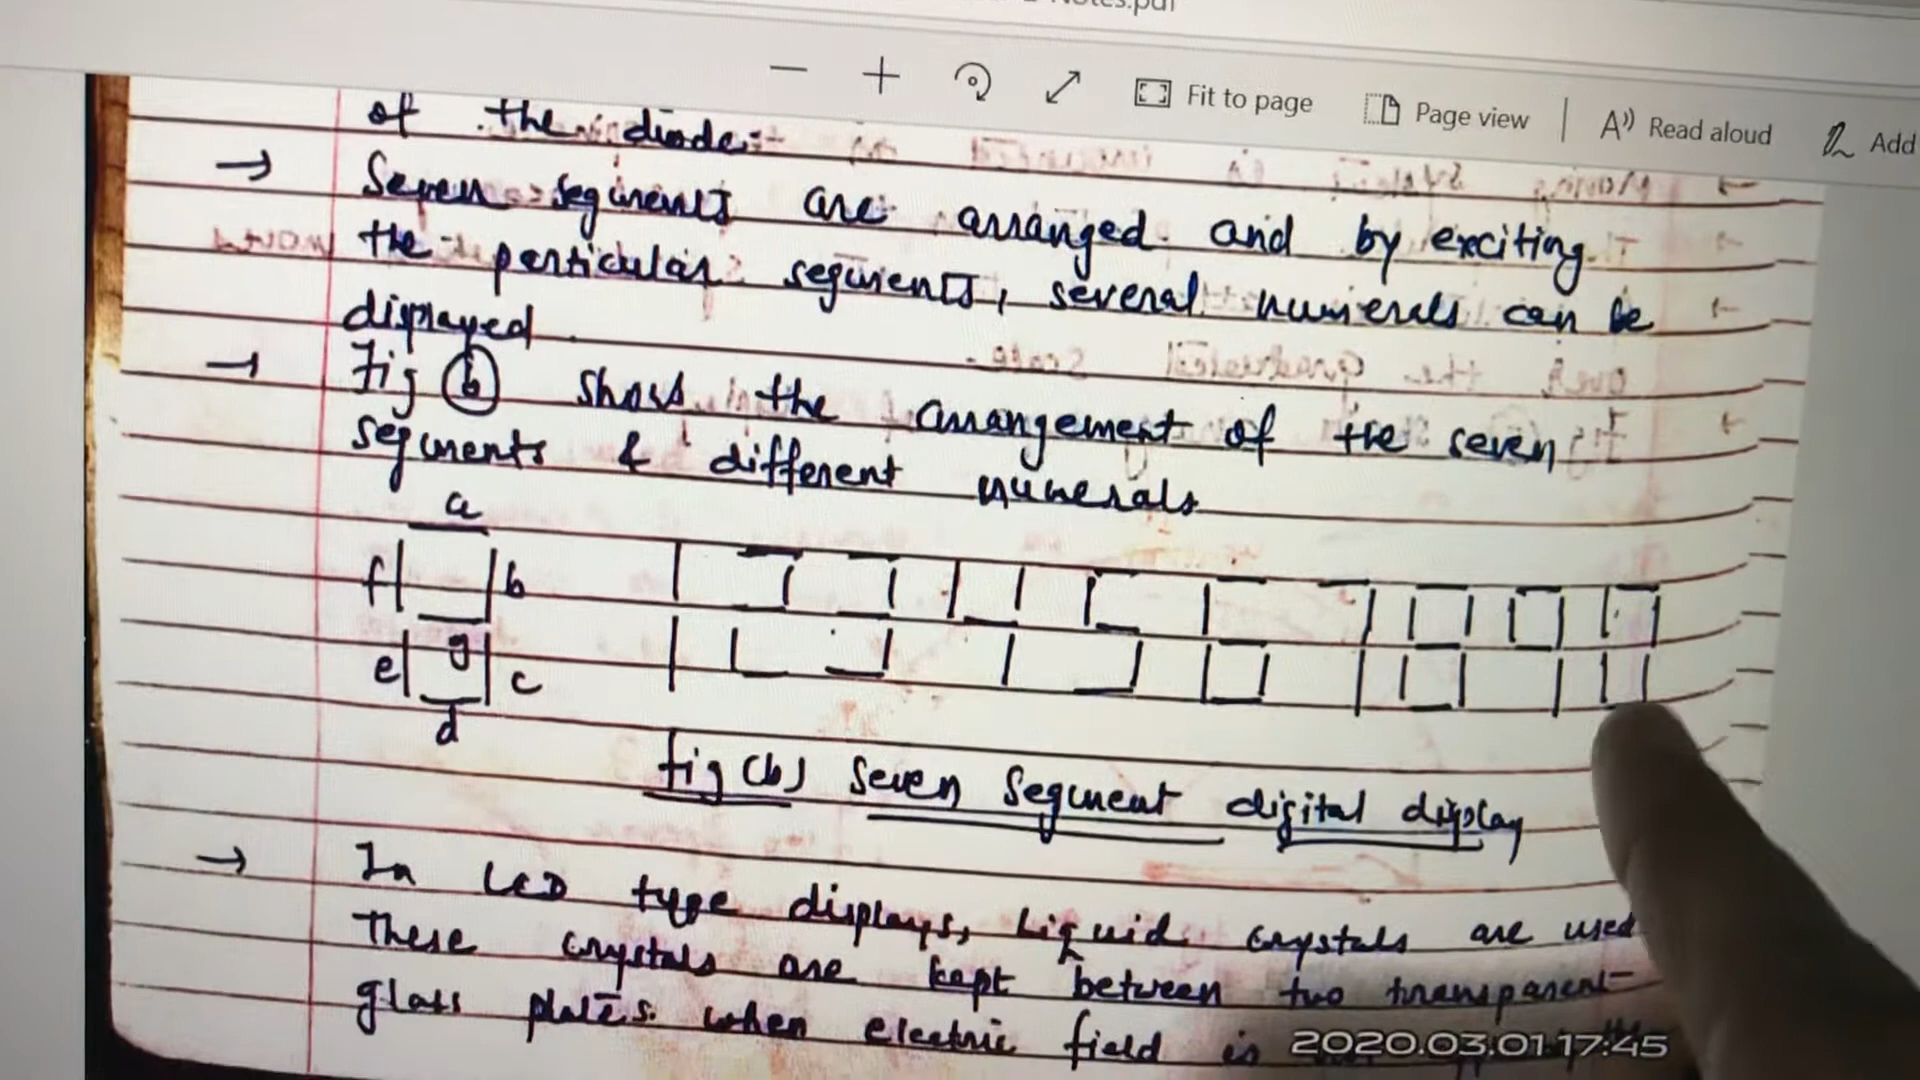 Notes.pdf
Fit to page
Page view
Read aloud
Add
of the diode.
→ Seven segments are arranged and by exciting
the particular segments, several numerals can be
displayed.
→ Fig (b) shows the arrangement of the seven
segments & different numerals
a
f b
g
e c
d
fig (b) Seven Segment digital display
→ In LCD type displays, liquid crystals are used
These crystals are kept between two transparent
glass plates. when electric field is
2020.03.01 17:45